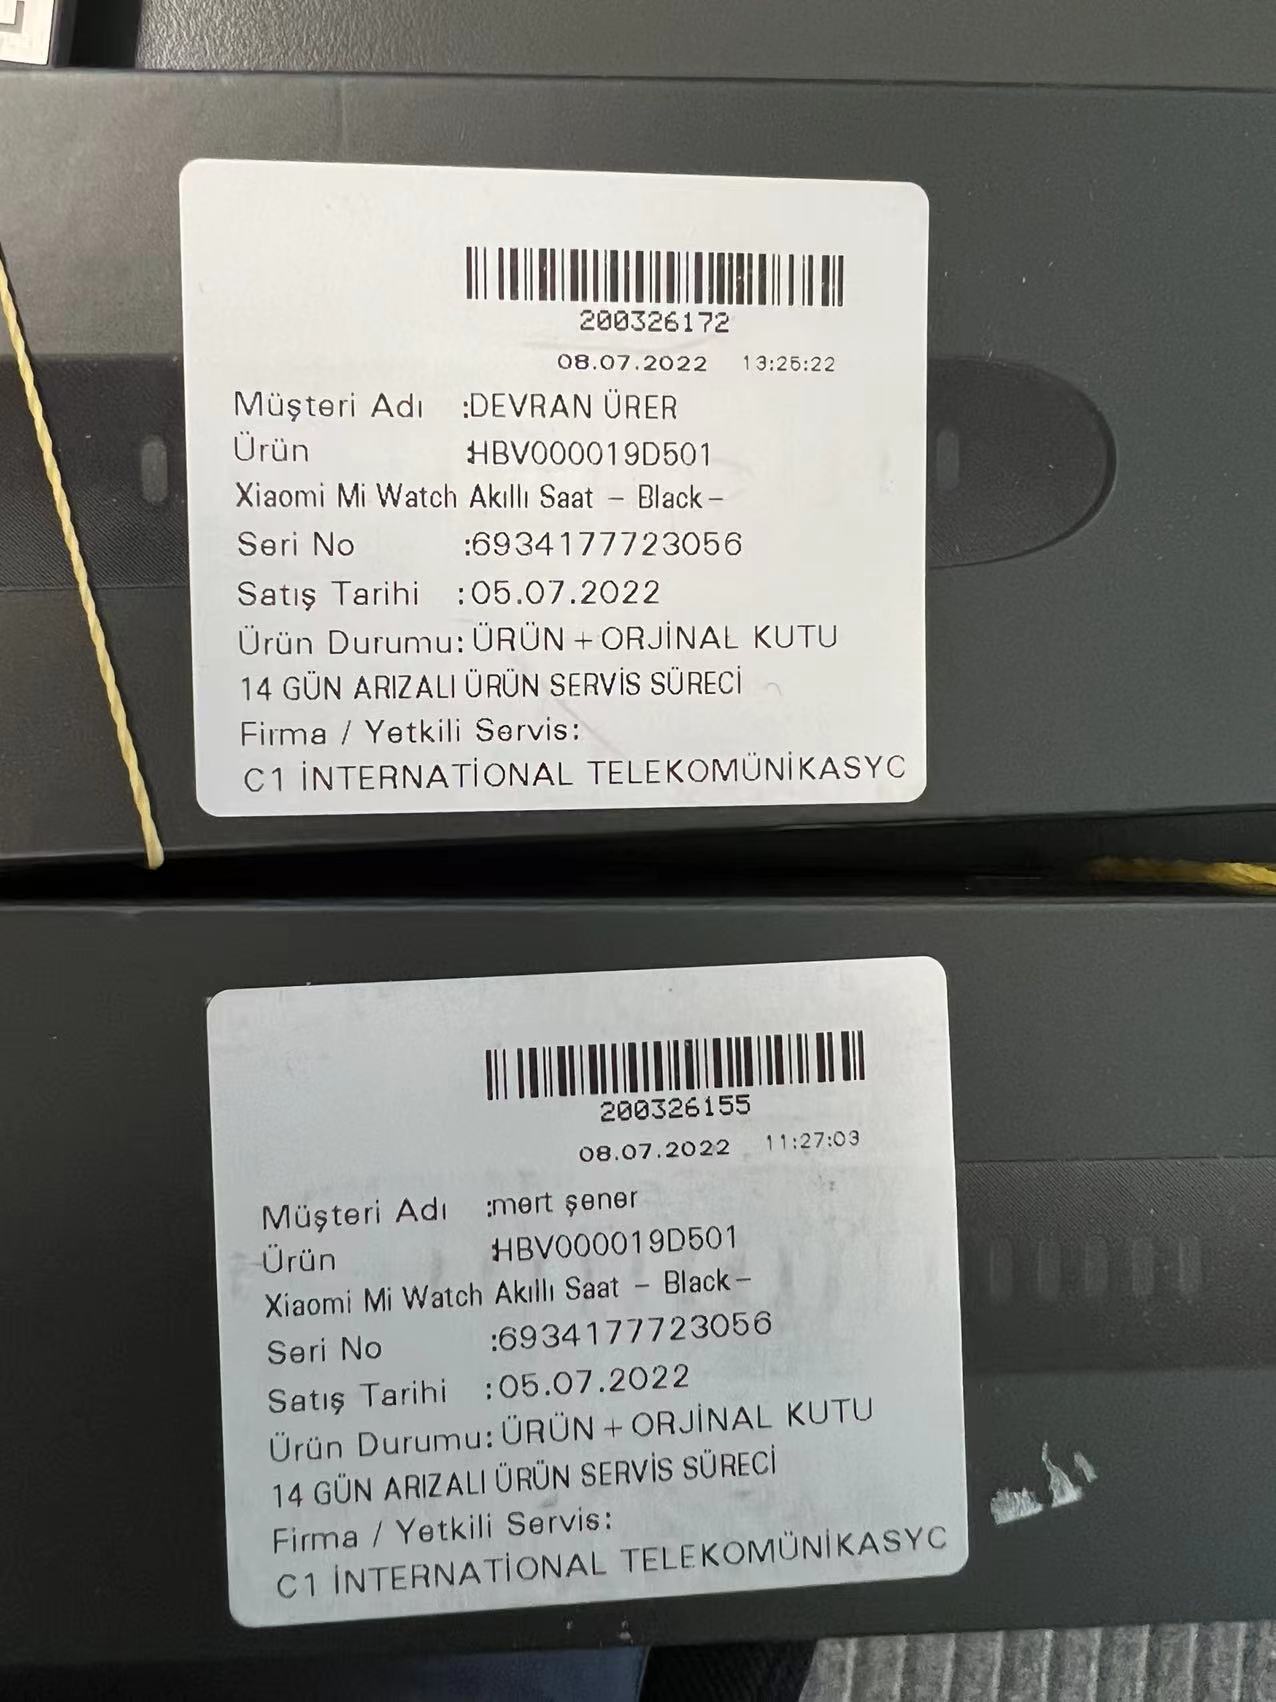 200326172
08.07.2022 13:25:22
Müşteri Adı :DEVRAN ÜRER
Ürün :HBV000019D501
Xiaomi Mi Watch Akıllı Saat - Black-
Seri No :6934177723056
Satış Tarihi :05.07.2022
Ürün Durumu: ÜRÜN + ORJİNAL KUTU
14 GÜN ARIZALI ÜRÜN SERVİS SÜRECİ
Firma / Yetkili Servis:
C1 İNTERNATİONAL TELEKOMÜNİKASYC
200326155
08.07.2022 11:27:03
Müşteri Adı :mert şener
Ürün :HBV000019D501
Xiaomi Mi Watch Akıllı Saat - Black-
Seri No :6934177723056
Satış Tarihi :05.07.2022
Ürün Durumu: ÜRÜN + ORJİNAL KUTU
14 GÜN ARIZALI ÜRÜN SERVİS SÜRECİ
Firma / Yetkili Servis:
C1 İNTERNATİONAL TELEKOMÜNİKASYC